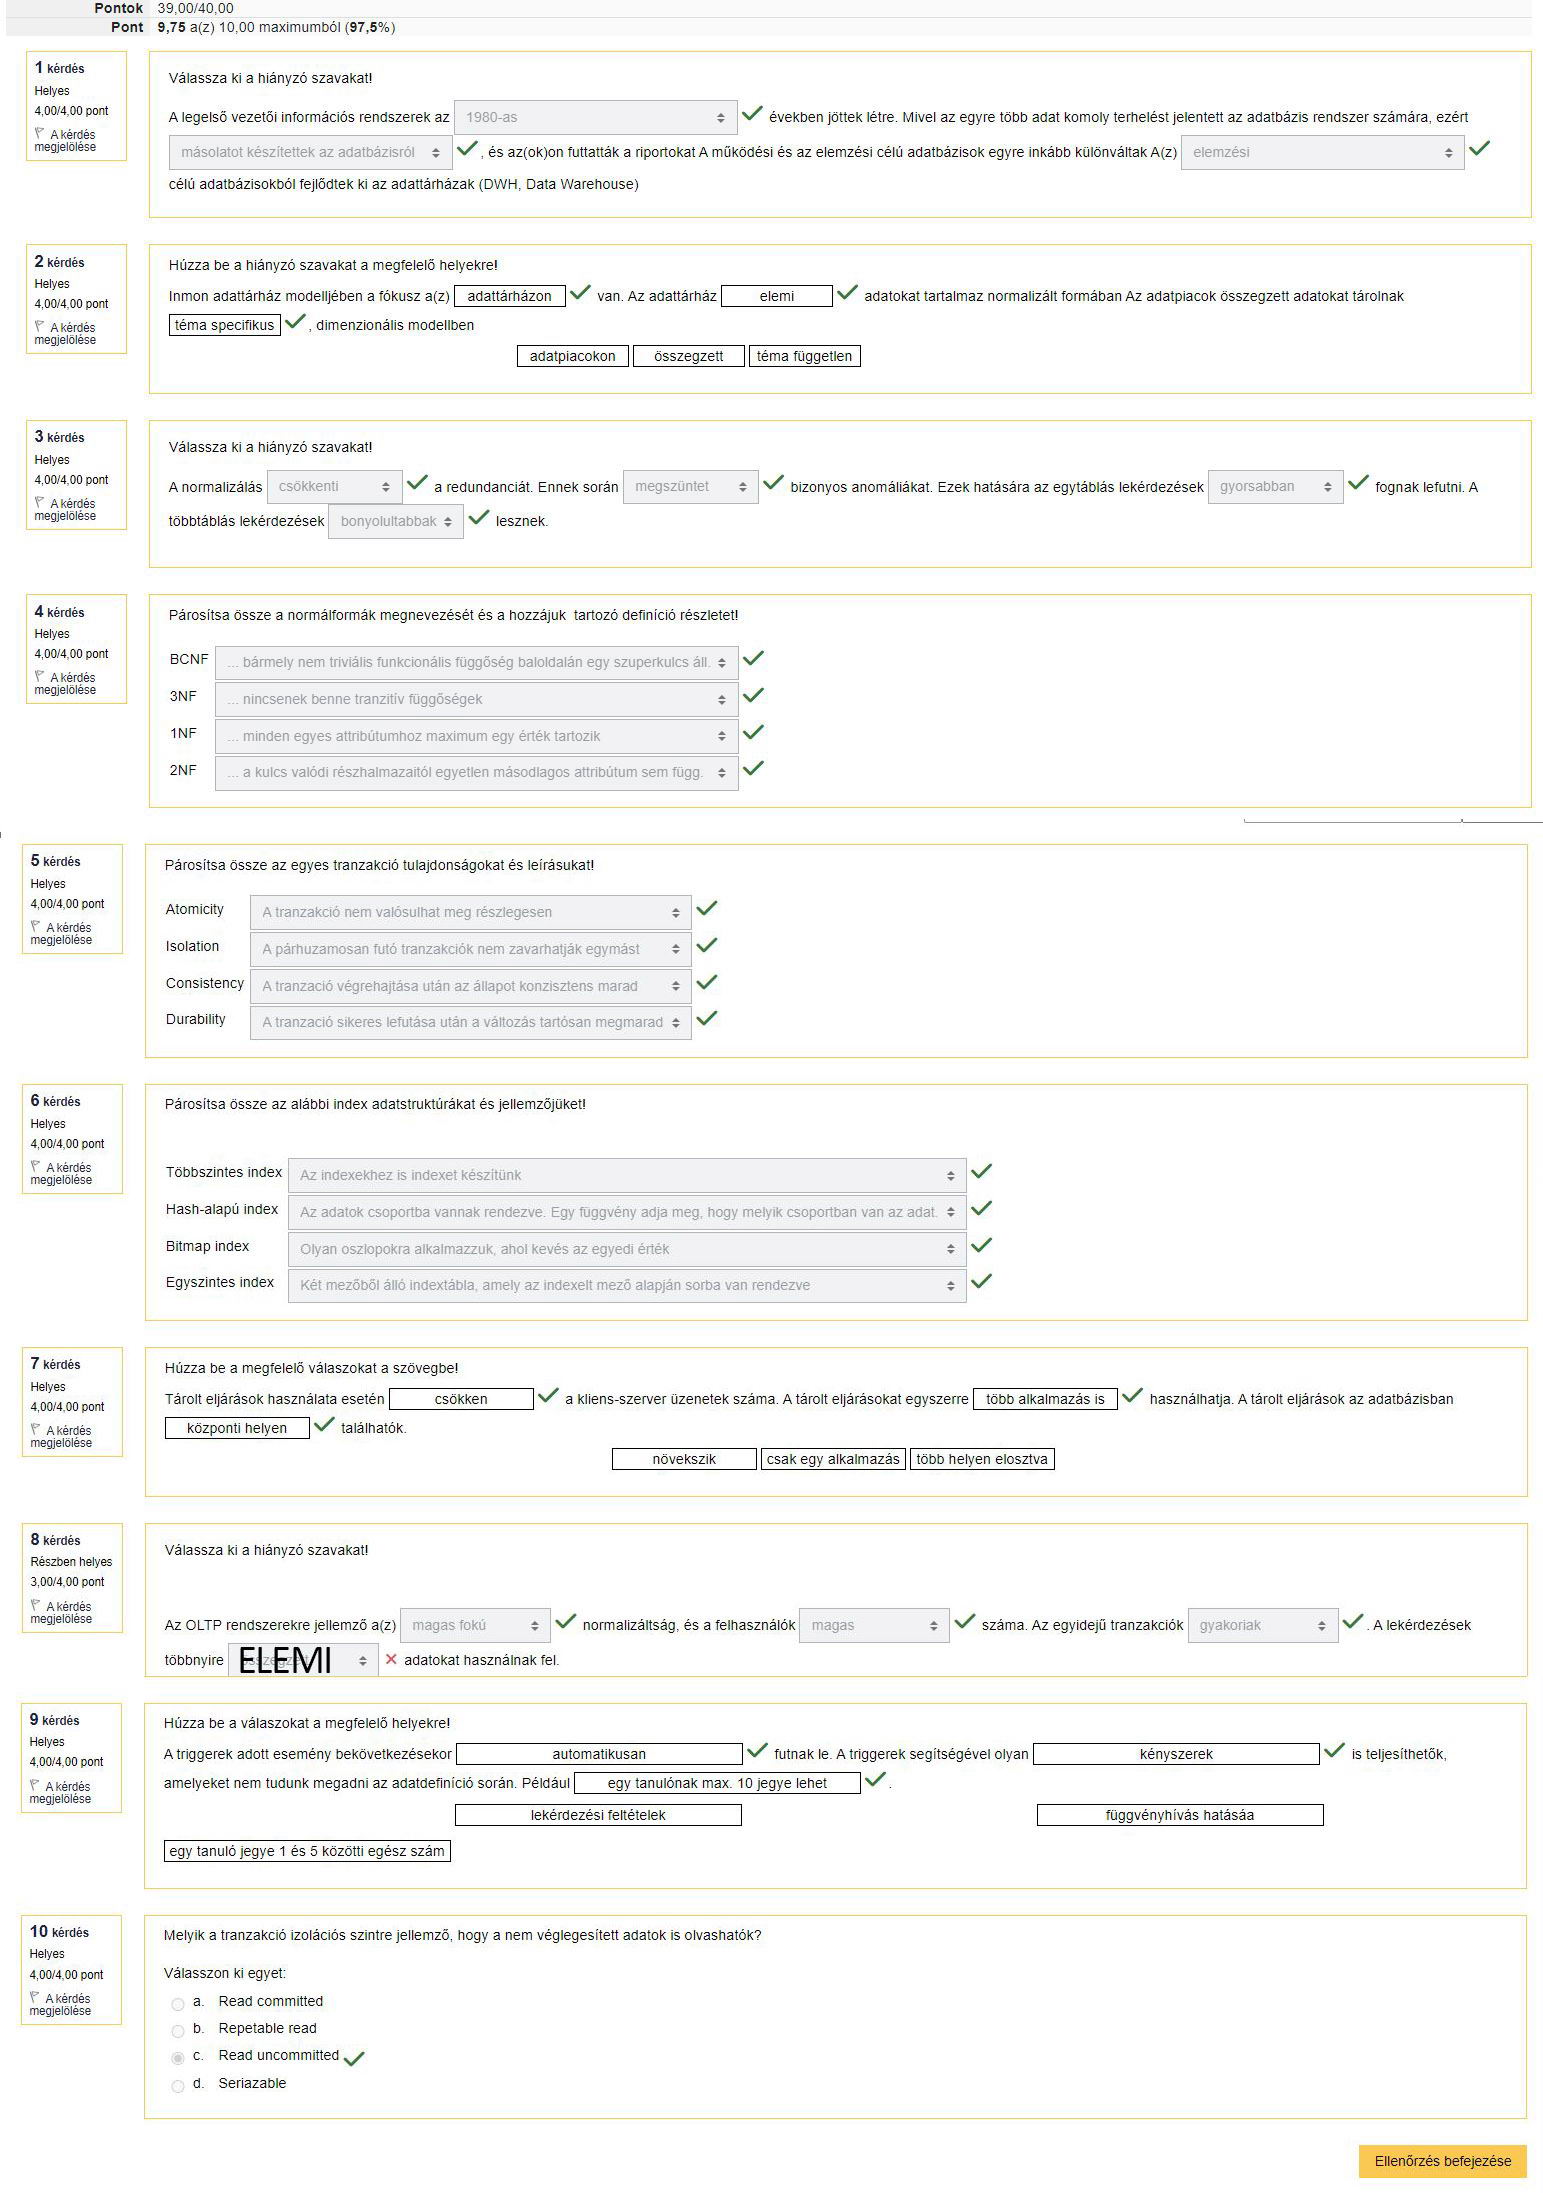 Pontok 39,00/40,00
Pont 9,75 a(z) 10,00 maximumból (97,5%)
1 kérdés
Helyes
4,00/4,00 pont
A kérdés megjelölése
Válassza ki a hiányzó szavakat!
A legelső vezetői információs rendszerek az 1980-as években jöttek létre. Mivel az egyre több adat komoly terhelést jelentett az adatbázis rendszer számára, ezért
másolatot készítettek az adatbázisról , és az(ok)on futtatták a riportokat A működési és az elemzési célú adatbázisok egyre inkább különváltak A(z) elemzési
célú adatbázisokból fejlődtek ki az adattárházak (DWH, Data Warehouse)
2 kérdés
Helyes
4,00/4,00 pont
A kérdés megjelölése
Húzza be a hiányzó szavakat a megfelelő helyekre!
Inmon adattárház modelljében a fókusz a(z) adattárházon van. Az adattárház elemi adatokat tartalmaz normalizált formában Az adatpiacok összegzett adatokat tárolnak
téma specifikus , dimenzionális modellben
adatpiacokon összegzett téma független
3 kérdés
Helyes
4,00/4,00 pont
A kérdés megjelölése
Válassza ki a hiányzó szavakat!
A normalizálás csökkenti a redundanciát. Ennek során megszüntet bizonyos anomáliákat. Ezek hatására az egytáblás lekérdezések gyorsabban fognak lefutni. A
többtáblás lekérdezések bonyolultabbak lesznek.
4 kérdés
Helyes
4,00/4,00 pont
A kérdés megjelölése
Párosítsa össze a normálformák megnevezését és a hozzájuk tartozó definíció részletet!
BCNF ... bármely nem triviális funkcionális függőség baloldalán egy szuperkulcs áll.
3NF ... nincsenek benne tranzitív függőségek
1NF ... minden egyes attribútumhoz maximum egy érték tartozik
2NF ... a kulcs valódi részhalmazaitól egyetlen másodlagos attribútum sem függ.
5 kérdés
Helyes
4,00/4,00 pont
A kérdés megjelölése
Párosítsa össze az egyes tranzakció tulajdonságokat és leírásukat!
Atomicity A tranzakció nem valósulhat meg részlegesen
Isolation A párhuzamosan futó tranzakciók nem zavarhatják egymást
Consistency A tranzació végrehajtása után az állapot konzisztens marad
Durability A tranzació sikeres lefutása után a változás tartósan megmarad
6 kérdés
Helyes
4,00/4,00 pont
A kérdés megjelölése
Párosítsa össze az alábbi index adatstruktúrákat és jellemzőjüket!
Többszintes index Az indexekhez is indexet készítünk
Hash-alapú index Az adatok csoportba vannak rendezve. Egy függvény adja meg, hogy melyik csoportban van az adat.
Bitmap index Olyan oszlopokra alkalmazzuk, ahol kevés az egyedi érték
Egyszintes index Két mezőből álló indextábla, amely az indexelt mező alapján sorba van rendezve
7 kérdés
Helyes
4,00/4,00 pont
A kérdés megjelölése
Húzza be a megfelelő válaszokat a szövegbe!
Tárolt eljárások használata esetén csökken a kliens-szerver üzenetek száma. A tárolt eljárásokat egyszerre több alkalmazás is használhatja. A tárolt eljárások az adatbázisban
központi helyen találhatók.
növekszik csak egy alkalmazás több helyen elosztva
8 kérdés
Részben helyes
3,00/4,00 pont
A kérdés megjelölése
Válassza ki a hiányzó szavakat!
Az OLTP rendszerekre jellemző a(z) magas fokú normalizáltság, és a felhasználók magas száma. Az egyidejű tranzakciók gyakoriak . A lekérdezések
többnyire ELEMI adatokat használnak fel.
9 kérdés
Helyes
4,00/4,00 pont
A kérdés megjelölése
Húzza be a válaszokat a megfelelő helyekre!
A triggerek adott esemény bekövetkezésekor automatikusan futnak le. A triggerek segítségével olyan kényszerek is teljesíthetők,
amelyeket nem tudunk megadni az adatdefiníció során. Például egy tanulónak max. 10 jegye lehet .
lekérdezési feltételek függvényhívás hatásáa
egy tanuló jegye 1 és 5 közötti egész szám
10 kérdés
Helyes
4,00/4,00 pont
A kérdés megjelölése
Melyik a tranzakció izolációs szintre jellemző, hogy a nem véglegesített adatok is olvashatók?
Válasszon ki egyet:
a. Read committed
b. Repetable read
c. Read uncommitted
d. Seriazable
Ellenőrzés befejezése